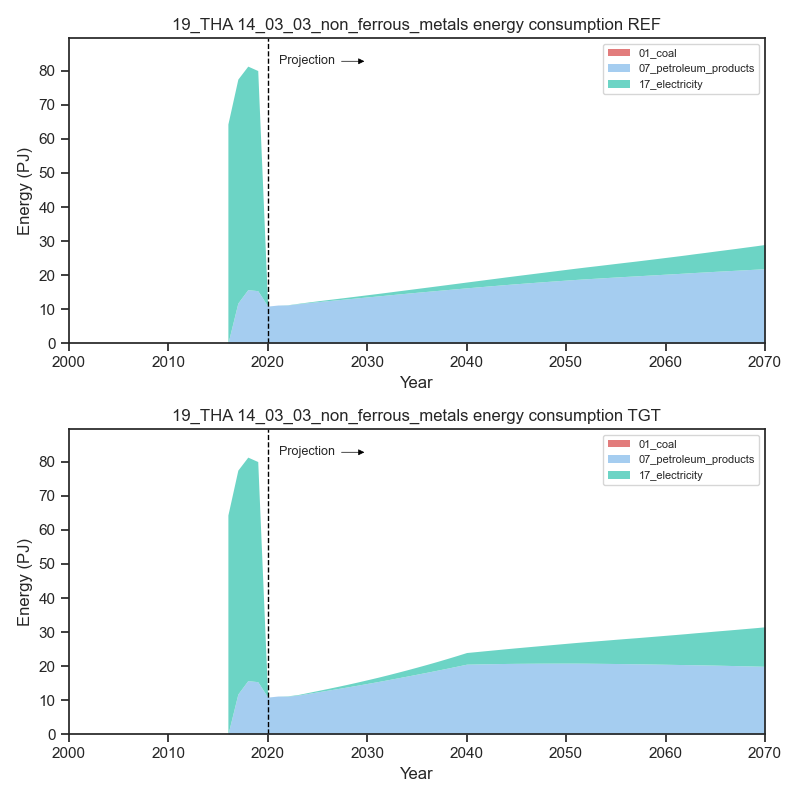 19_THA 14_03_03_non_ferrous_metals energy consumption REF
Projection
01_coal
07_petroleum_products
17_electricity
Energy (PJ)
80
70
60
50
40
30
20
10
0
2000 2010 2020 2030 2040 2050 2060 2070
Year
19_THA 14_03_03_non_ferrous_metals energy consumption TGT
Projection
01_coal
07_petroleum_products
17_electricity
Energy (PJ)
80
70
60
50
40
30
20
10
0
2000 2010 2020 2030 2040 2050 2060 2070
Year